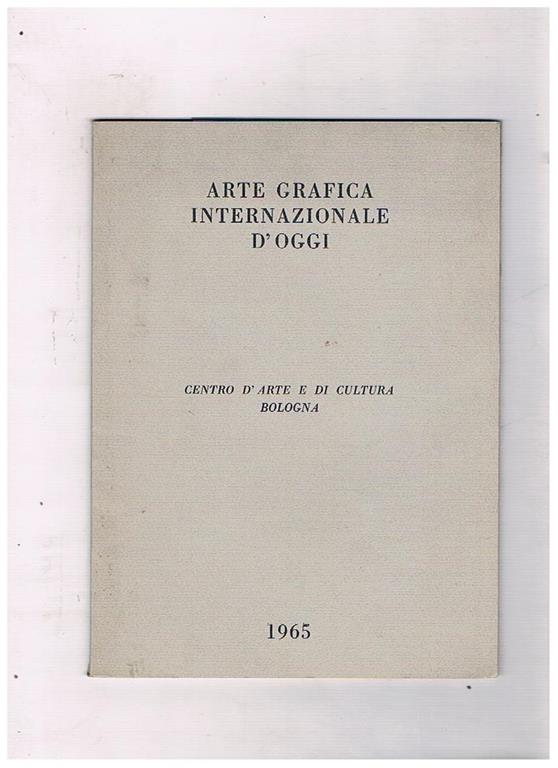 ARTE GRAFICA
INTERNAZIONALE
D'OGGI
CENTRO D'ARTE E DI CULTURA
BOLOGNA
1965